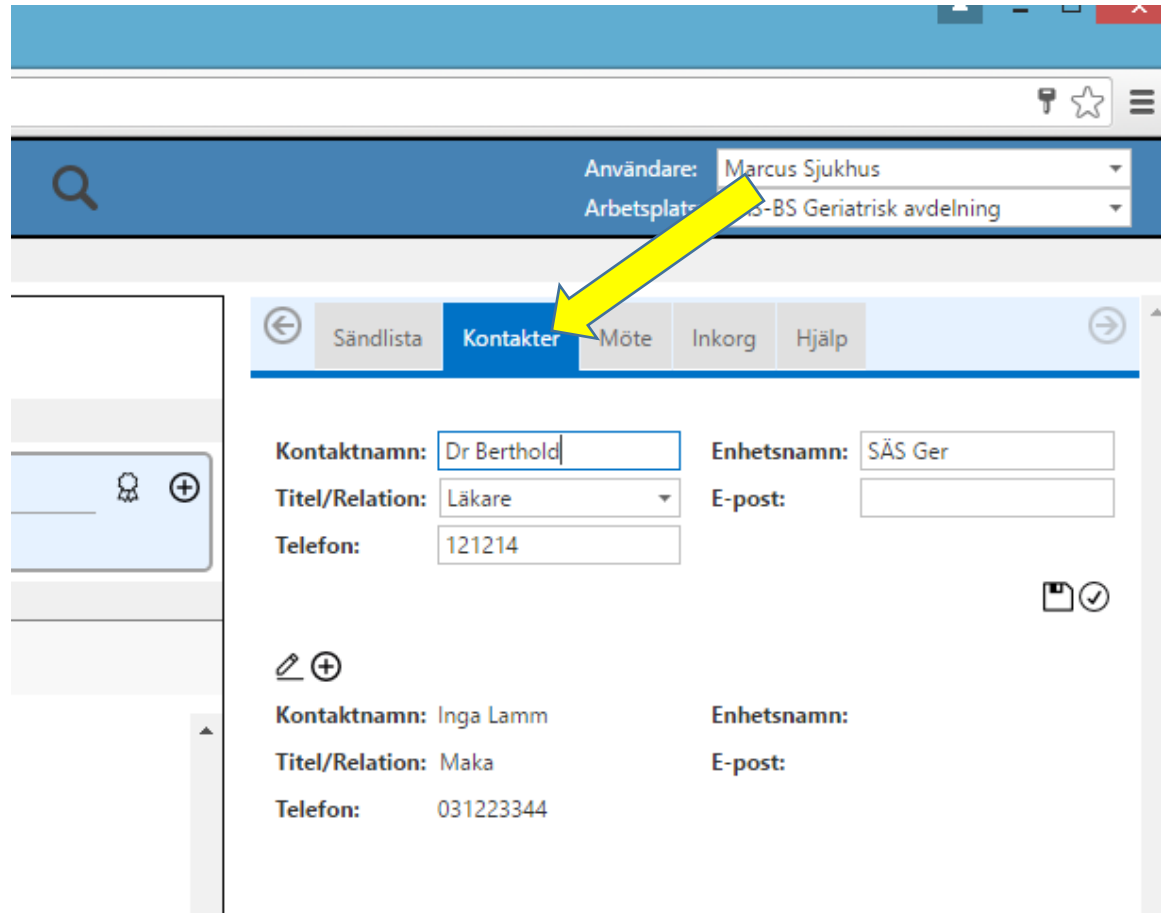 Användare: Marcus Sjukhus
Arbetsplats -BS Geriatrisk avdelning
Sändlista Kontakter Möte Inkorg Hjälp
Kontaktnamn: Dr Berthold Enhetsnamn: SÄS Ger
Titel/Relation: Läkare E-post:
Telefon: 121214
Kontaktnamn: Inga Lamm Enhetsnamn:
Titel/Relation: Maka E-post:
Telefon: 031223344